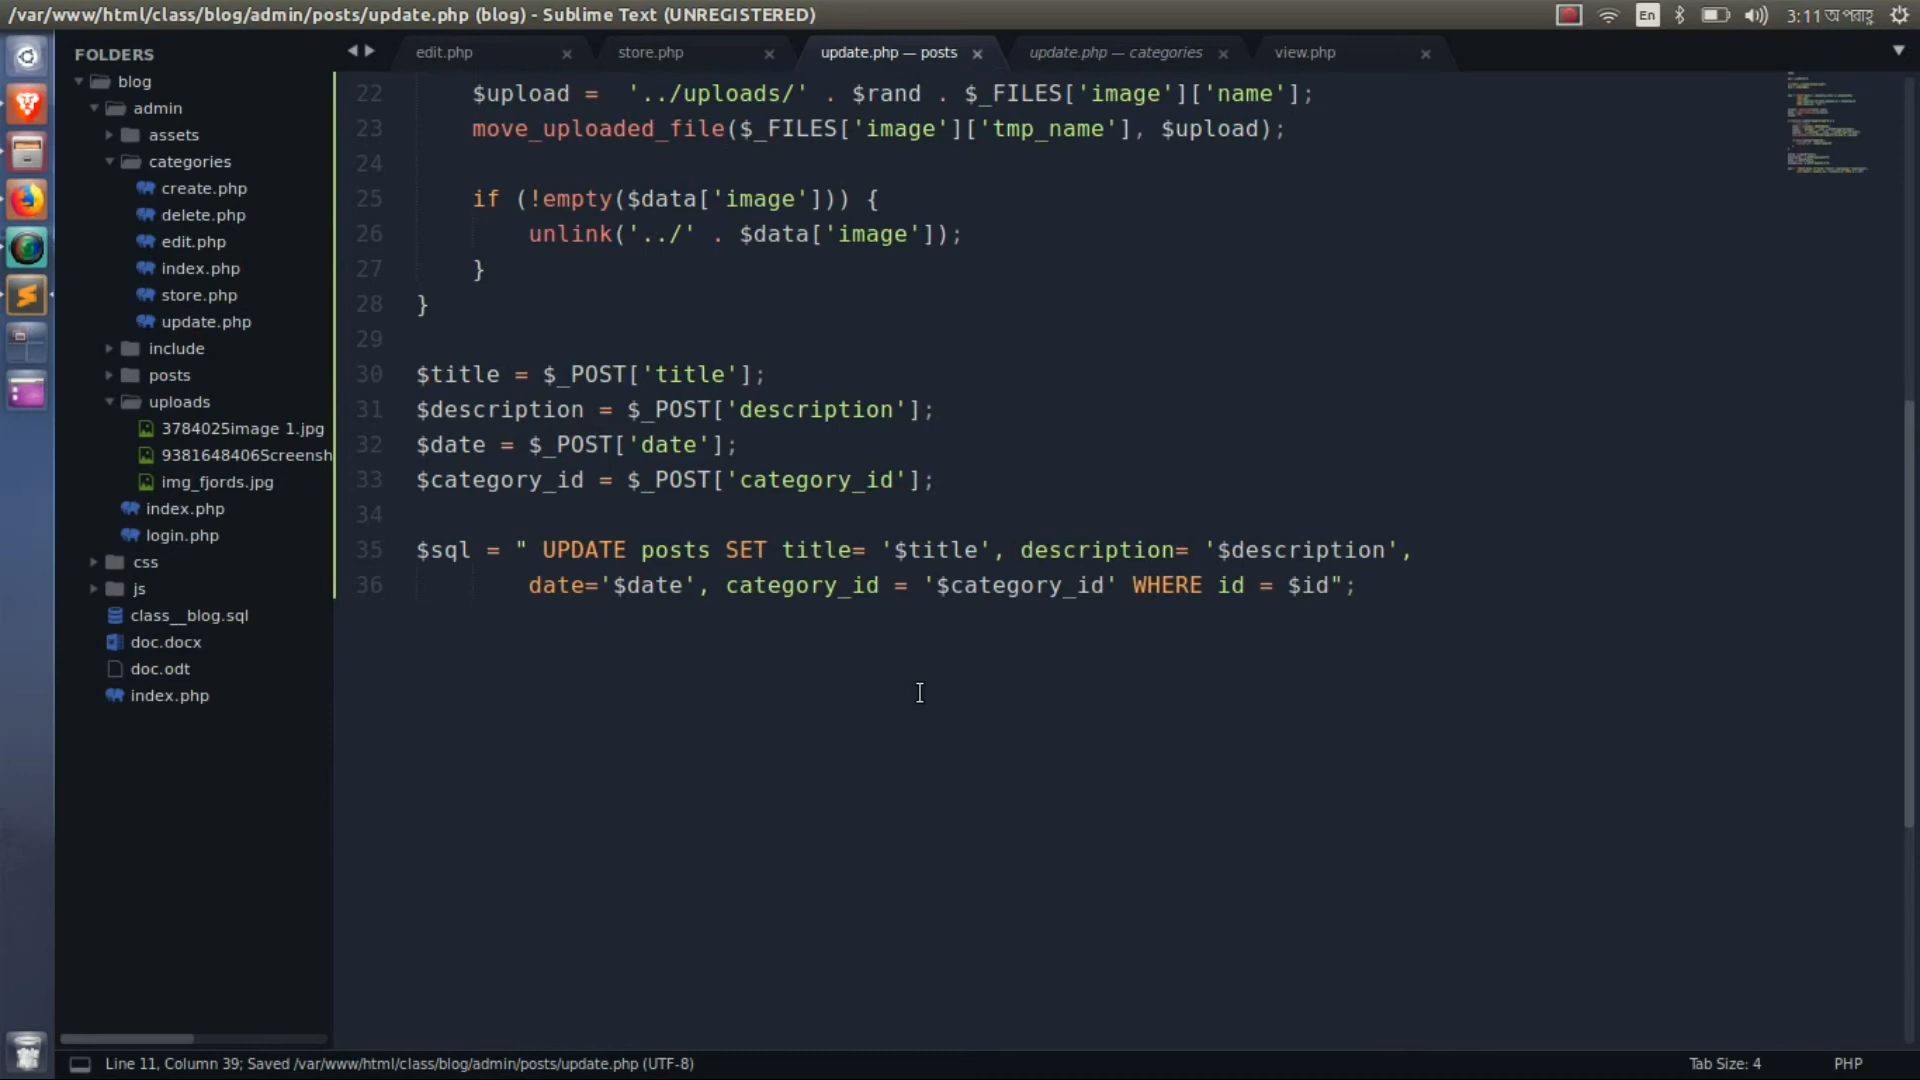 /var/www/html/class/blog/admin/posts/update.php (blog) - Sublime Text (UNREGISTERED)
En
3:11 অপরাহ্ণ
FOLDERS
blog
admin
assets
categories
create.php
delete.php
edit.php
index.php
store.php
update.php
include
posts
uploads
3784025image 1.jpg
9381648406Screensh
img_fjords.jpg
index.php
login.php
css
js
class__blog.sql
doc.docx
doc.odt
index.php
edit.php
store.php
update.php — posts
update.php — categories
view.php
22 $upload =  '../uploads/' . $rand . $_FILES['image']['name'];
23 move_uploaded_file($_FILES['image']['tmp_name'], $upload);
24
25 if (!empty($data['image'])) {
26 unlink('../' . $data['image']);
27 }
28 }
29
30 $title = $_POST['title'];
31 $description = $_POST['description'];
32 $date = $_POST['date'];
33 $category_id = $_POST['category_id'];
34
35 $sql = " UPDATE posts SET title= '$title', description= '$description',
36 date='$date', category_id = '$category_id' WHERE id = $id";
Line 11, Column 39; Saved /var/www/html/class/blog/admin/posts/update.php (UTF-8)
Tab Size: 4
PHP